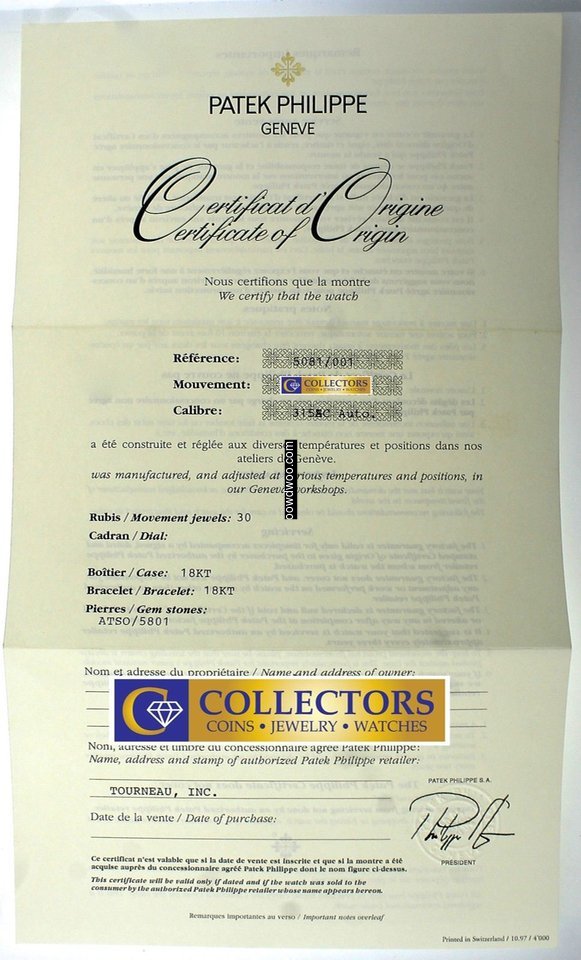 PATEK PHILIPPE
GENEVE
Certificat d'Origine
Certificate of Origin
Nous certifions que la montre
We certify that the watch
Référence: 5081/001
Mouvement:
COLLECTORS
COINS • JEWELRY • WATCHES
Calibre: 315SC Auto.
a été construite et réglée aux diverses températures et positions dans nos
ateliers de Genève.
was manufactured, and adjusted at various temperatures and positions, in
our Geneva workshops.
powdwoo.com
Rubis / Movement jewels: 30
Cadran / Dial:
Boîtier / Case: 18KT
Bracelet / Bracelet: 18KT
Pierres / Gem stones:
ATSO/5801
Nom et adresse du propriétaire / Name and address of owner:
COLLECTORS
COINS • JEWELRY • WATCHES
Nom, adresse et timbre du concessionnaire agréé Patek Philippe:
Name, address and stamp of authorized Patek Philippe retailer:
TOURNEAU, INC.
Date de la vente / Date of purchase:
PATEK PHILIPPE S.A.
PRÉSIDENT
Ce certificat n'est valable que si la date de vente est inscrite et que si la montre a été
acquise auprès du concessionnaire agréé Patek Philippe dont le nom figure ci-dessus.
This certificate will be valid only if dated and if the watch was sold to the
consumer by the authorized Patek Philippe retailer whose name appears hereon.
Remarques importantes au verso / Important notes overleaf
Printed in Switzerland / 10.97 / 4'000